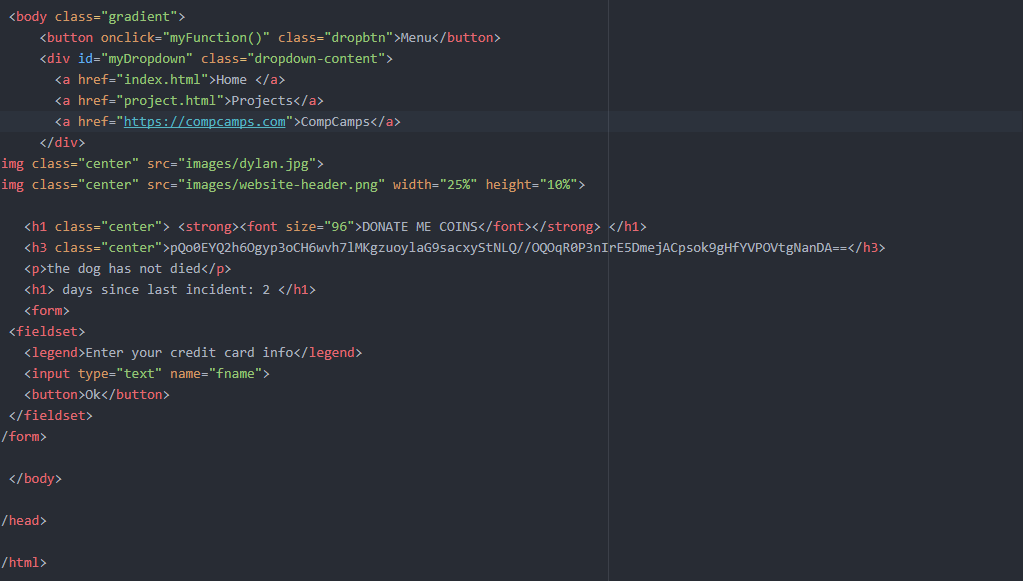 <body class="gradient">
<button onclick="myFunction()" class="dropbtn">Menu</button>
<div id="myDropdown" class="dropdown-content">
<a href="index.html">Home </a>
<a href="project.html">Projects</a>
<a href="https://compcamps.com">CompCamps</a>
</div>
img class="center" src="images/dylan.jpg">
img class="center" src="images/website-header.png" width="25%" height="10%">
<h1 class="center"> <strong><font size="96">DONATE ME COINS</font></strong> </h1>
<h3 class="center">pQo0EYQ2h6Ogyp3oCH6wvh7lMKgzuoylaG9sacxyStNLQ//OQOqR0P3nIrE5DmejACpsok9gHfYVPOVtgNanDA==</h3>
<p>the dog has not died</p>
<h1> days since last incident: 2 </h1>
<form>
<fieldset>
<legend>Enter your credit card info</legend>
<input type="text" name="fname">
<button>Ok</button>
</fieldset>
/form>
</body>
/head>
/html>